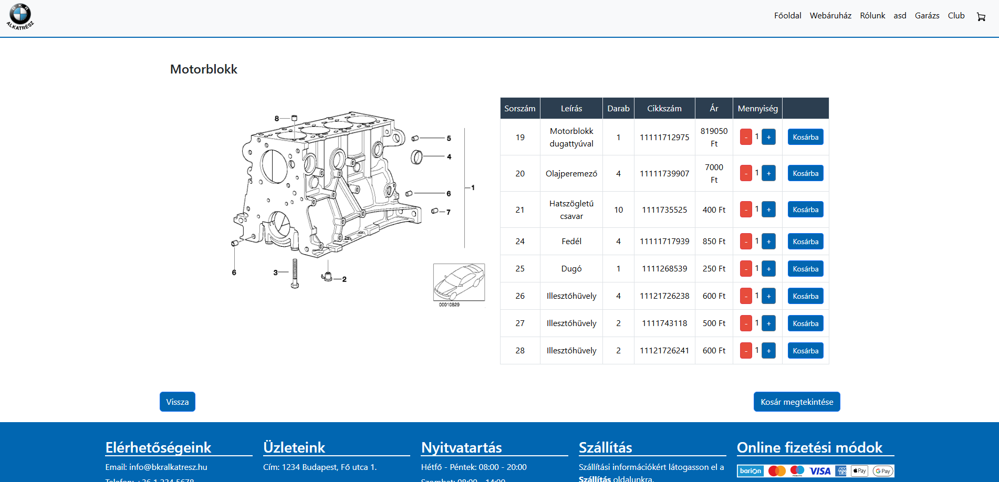 BKR
ALKATRÉSZ
Főoldal Webáruház Rólunk asd Garázs Club
Motorblokk
8
5
4
1
6
7
6
3
2
00010829
Sorszám Leírás Darab Cikkszám Ár Mennyiség
19 Motorblokk dugattyúval 1 11111712975 819050 Ft - 1 + Kosárba
20 Olajperemező 4 11111739907 7000 Ft - 1 + Kosárba
21 Hatszögletű csavar 10 1111735525 400 Ft - 1 + Kosárba
24 Fedél 4 11111717939 850 Ft - 1 + Kosárba
25 Dugó 1 1111268539 250 Ft - 1 + Kosárba
26 Illesztőhüvely 4 11121726238 600 Ft - 1 + Kosárba
27 Illesztőhüvely 2 1111743118 500 Ft - 1 + Kosárba
28 Illesztőhüvely 2 11121726241 600 Ft - 1 + Kosárba
Vissza
Kosár megtekintése
Elérhetőségeink
Email: info@bkralkatresz.hu
Telefon: +36 1 234 5678
Üzleteink
Cím: 1234 Budapest, Fő utca 1.
Nyitvatartás
Hétfő - Péntek: 08:00 - 20:00
Szombat: 08:00 - 14:00
Szállítás
Szállítási információkért látogasson el a
Szállítás oldalunkra.
Online fizetési módok
barion maestro VISA AMEX Pay G Pay